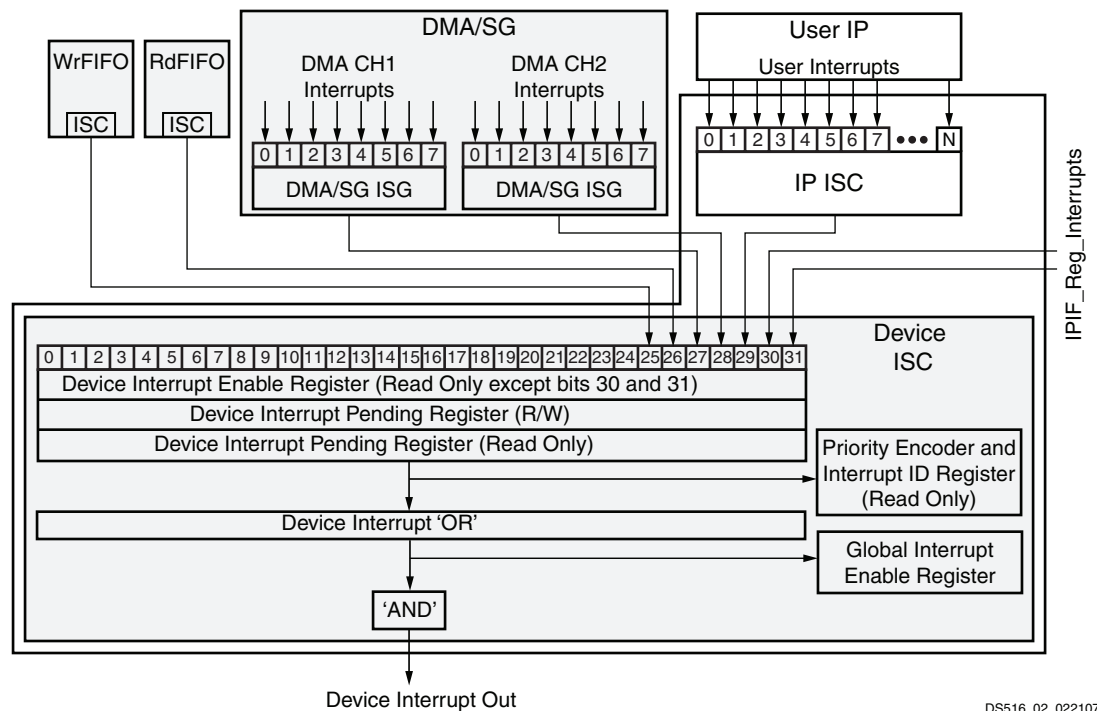 DMA/SG
User IP
WrFIFO
RdFIFO
DMA CH1
Interrupts
DMA CH2
Interrupts
User Interrupts
ISC
ISC
0 1 2 3 4 5 6 7
0 1 2 3 4 5 6 7
0 1 2 3 4 5 6 7 ••• N
DMA/SG ISG
DMA/SG ISG
IP ISC
IPIF_Reg_Interrupts
Device
ISC
0 1 2 3 4 5 6 7 8 9 10 11 12 13 14 15 16 17 18 19 20 21 22 23 24 25 26 27 28 29 30 31
Device Interrupt Enable Register (Read Only except bits 30 and 31)
Device Interrupt Pending Register (R/W)
Device Interrupt Pending Register (Read Only)
Priority Encoder and
Interrupt ID Register
(Read Only)
Device Interrupt ‘OR’
Global Interrupt
Enable Register
‘AND’
Device Interrupt Out
DS516_02_022107